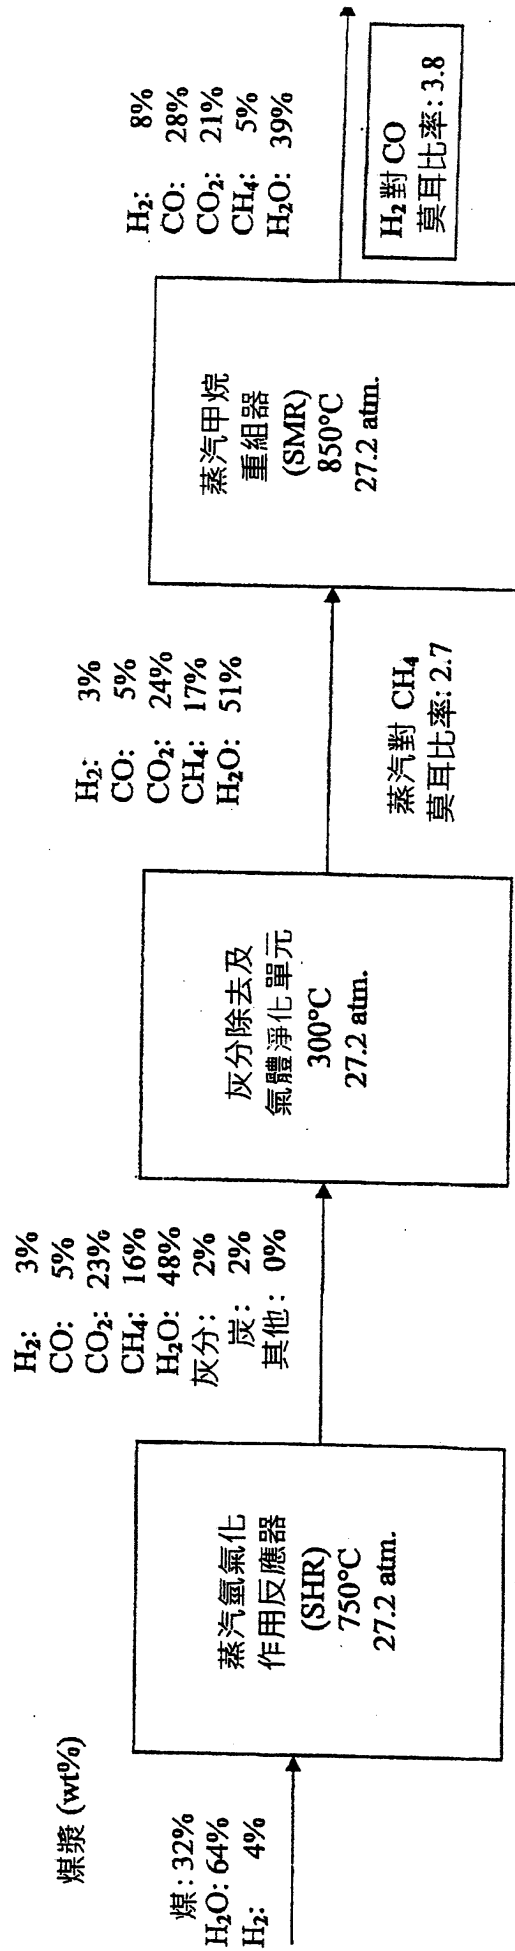 煤漿 (wt%)
煤: 32%
H₂O: 64%
H₂: 4%
蒸汽氫氣化
作用反應器
(SHR)
750°C
27.2 atm.
H₂: 3%
CO: 5%
CO₂: 23%
CH₄: 16%
H₂O: 48%
灰分: 2%
炭: 2%
其他: 0%
灰分除去及
氣體淨化單元
300°C
27.2 atm.
H₂: 3%
CO: 5%
CO₂: 24%
CH₄: 17%
H₂O: 51%
蒸汽對 CH₄
莫耳比率: 2.7
蒸汽甲烷
重組器
(SMR)
850°C
27.2 atm.
H₂: 8%
CO: 28%
CO₂: 21%
CH₄: 5%
H₂O: 39%
H₂ 對 CO
莫耳比率: 3.8